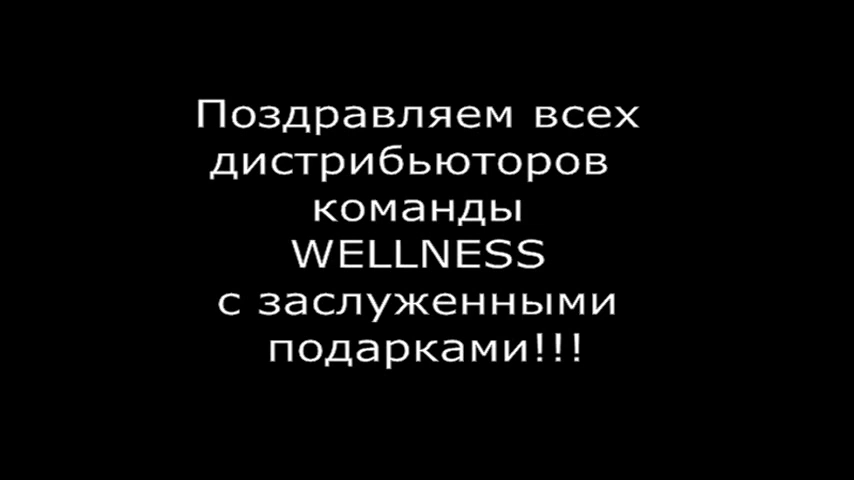 Поздравляем всех
дистрибьюторов
команды
WELLNESS
с заслуженными
подарками!!!